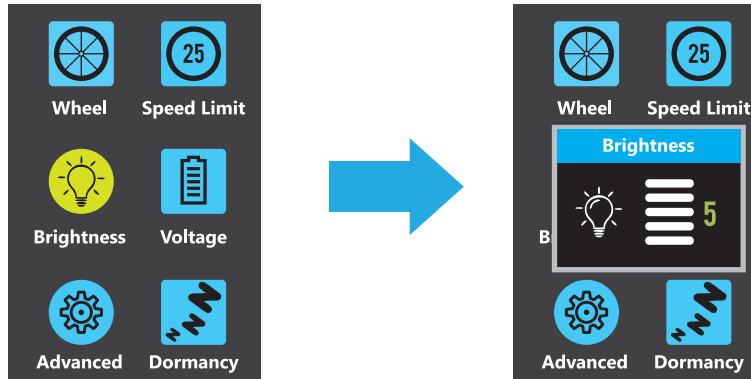 25
Wheel Speed Limit
Brightness Voltage
Advanced Dormancy
25
Wheel Speed Limit
Brightness
5
B
Advanced Dormancy